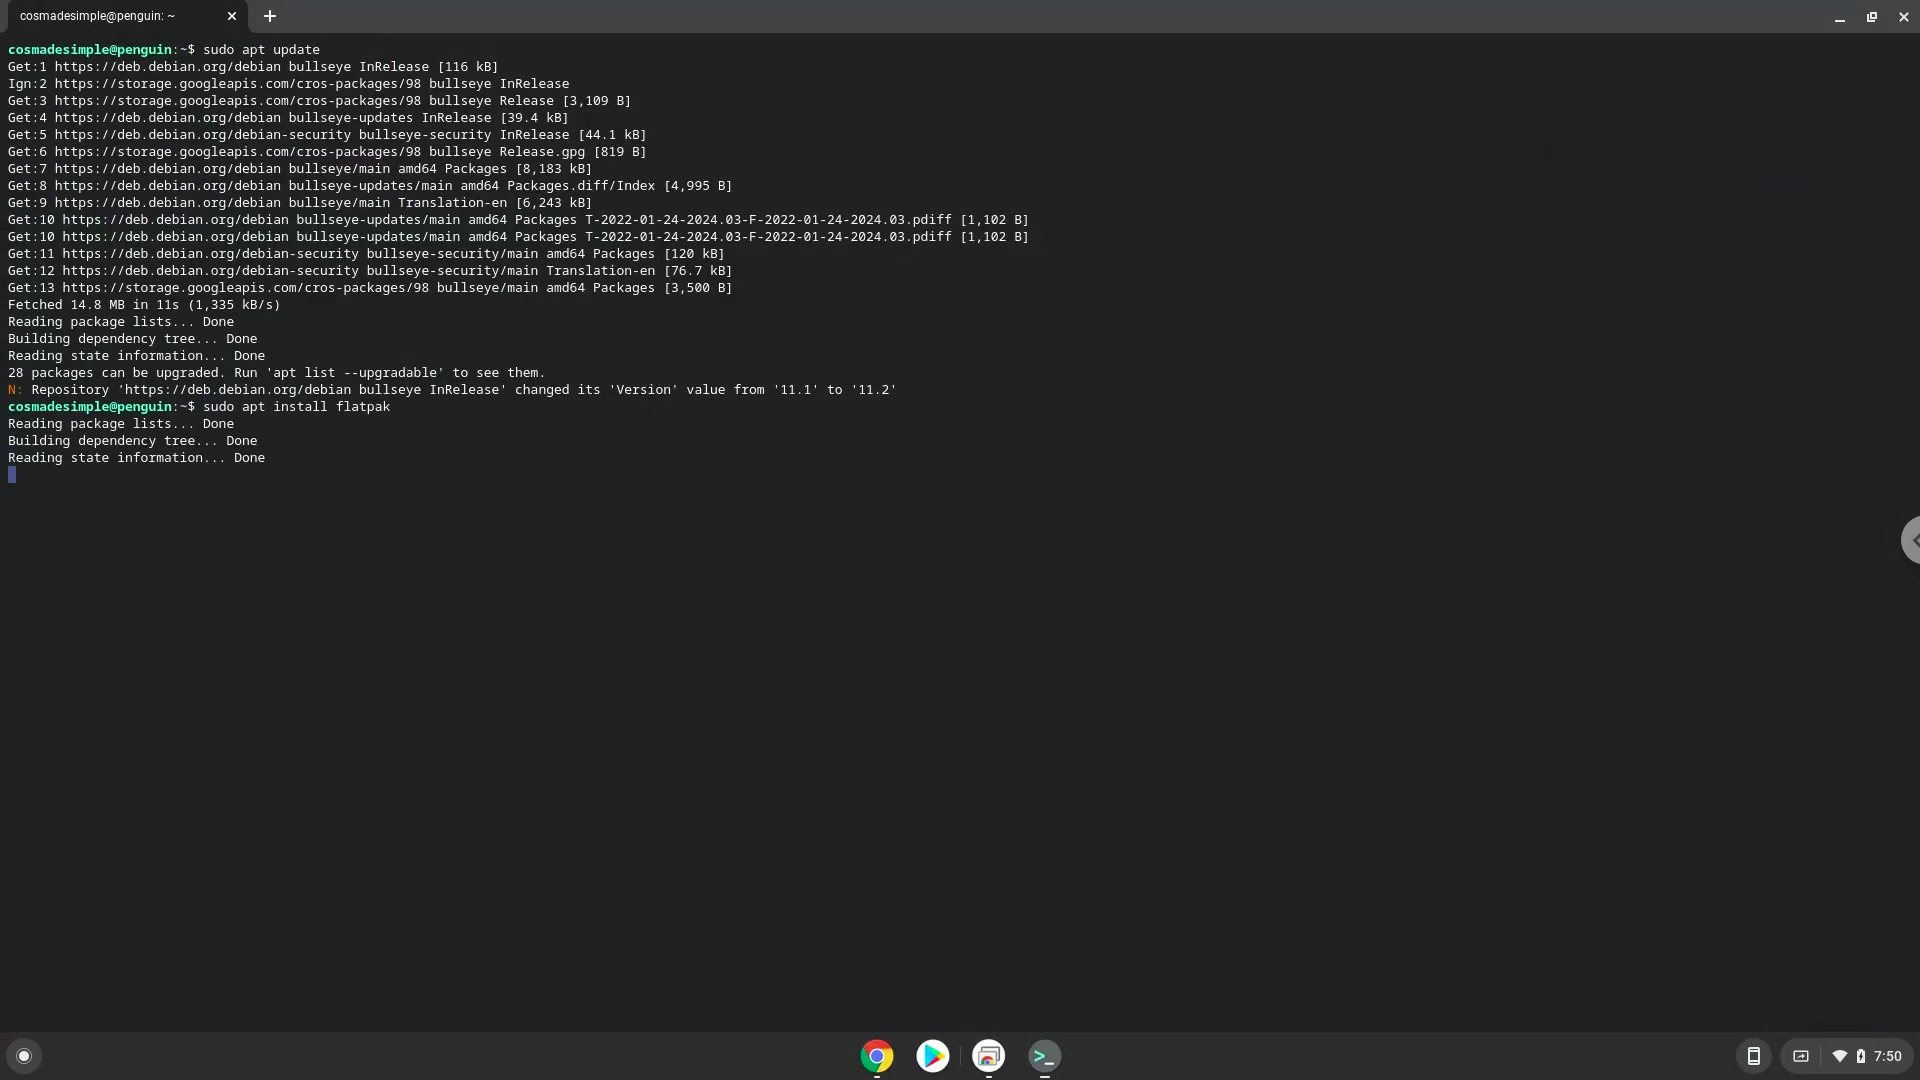 cosmadesimple@penguin: ~
cosmadesimple@penguin:~$ sudo apt update
Get:1 https://deb.debian.org/debian bullseye InRelease [116 kB]
Ign:2 https://storage.googleapis.com/cros-packages/98 bullseye InRelease
Get:3 https://storage.googleapis.com/cros-packages/98 bullseye Release [3,109 B]
Get:4 https://deb.debian.org/debian bullseye-updates InRelease [39.4 kB]
Get:5 https://deb.debian.org/debian-security bullseye-security InRelease [44.1 kB]
Get:6 https://storage.googleapis.com/cros-packages/98 bullseye Release.gpg [819 B]
Get:7 https://deb.debian.org/debian bullseye/main amd64 Packages [8,183 kB]
Get:8 https://deb.debian.org/debian bullseye-updates/main amd64 Packages.diff/Index [4,995 B]
Get:9 https://deb.debian.org/debian bullseye/main Translation-en [6,243 kB]
Get:10 https://deb.debian.org/debian bullseye-updates/main amd64 Packages T-2022-01-24-2024.03-F-2022-01-24-2024.03.pdiff [1,102 B]
Get:10 https://deb.debian.org/debian bullseye-updates/main amd64 Packages T-2022-01-24-2024.03-F-2022-01-24-2024.03.pdiff [1,102 B]
Get:11 https://deb.debian.org/debian-security bullseye-security/main amd64 Packages [120 kB]
Get:12 https://deb.debian.org/debian-security bullseye-security/main Translation-en [76.7 kB]
Get:13 https://storage.googleapis.com/cros-packages/98 bullseye/main amd64 Packages [3,500 B]
Fetched 14.8 MB in 11s (1,335 kB/s)
Reading package lists... Done
Building dependency tree... Done
Reading state information... Done
28 packages can be upgraded. Run 'apt list --upgradable' to see them.
N: Repository 'https://deb.debian.org/debian bullseye InRelease' changed its 'Version' value from '11.1' to '11.2'
cosmadesimple@penguin:~$ sudo apt install flatpak
Reading package lists... Done
Building dependency tree... Done
Reading state information... Done
7:50